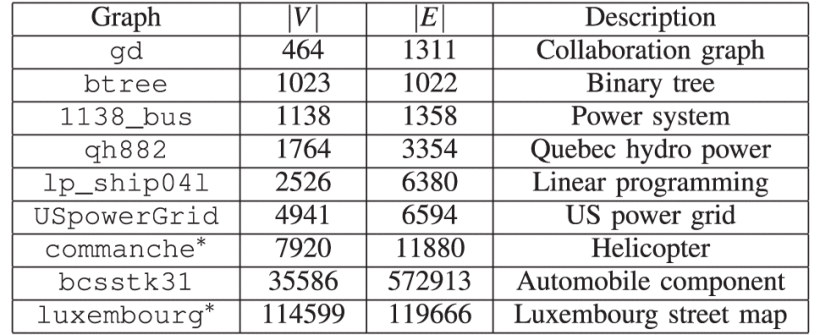 Graph |V| |E| Description
gd 464 1311 Collaboration graph
btree 1023 1022 Binary tree
1138_bus 1138 1358 Power system
qh882 1764 3354 Quebec hydro power
lp_ship04l 2526 6380 Linear programming
USpowerGrid 4941 6594 US power grid
commanche* 7920 11880 Helicopter
bcsstk31 35586 572913 Automobile component
luxembourg* 114599 119666 Luxembourg street map